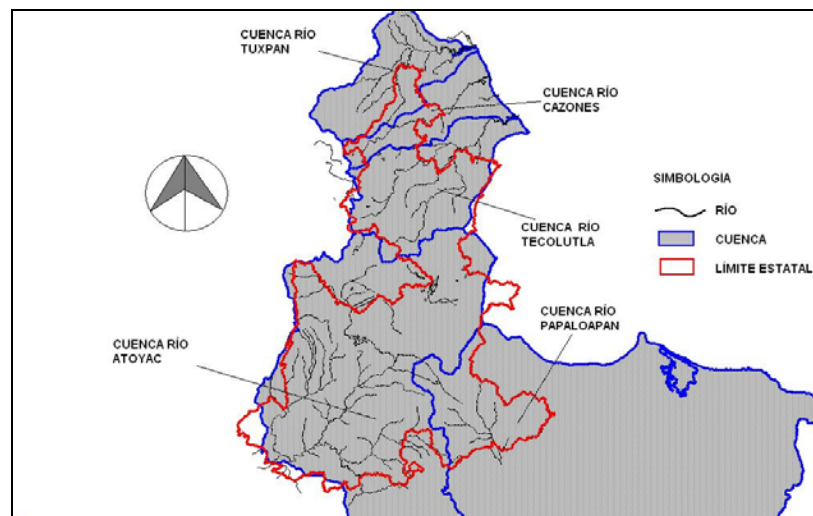 CUENCA RÍO
TUXPAN
CUENCA RÍO
CAZONES
SIMBOLOGÍA
RÍO
CUENCA
LÍMITE ESTATAL
CUENCA RÍO
TECOLUTLA
CUENCA RÍO
PAPALOAPAN
CUENCA RÍO
ATOYAC